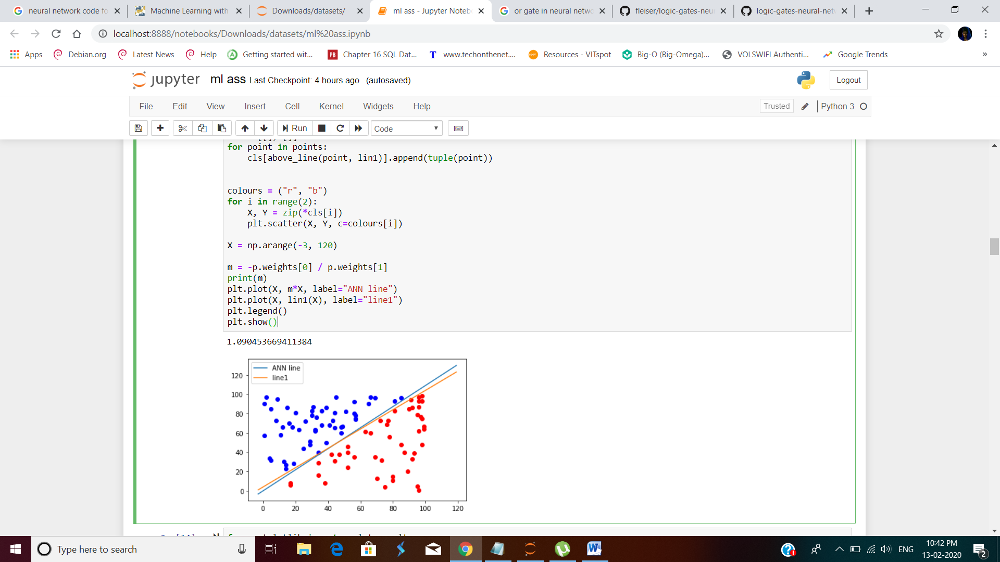 neural network code fo
Machine Learning with
Downloads/datasets/
ml ass - Jupyter Noteb
or gate in neural netwo
fleiser/logic-gates-neu
logic-gates-neural-net
localhost:8888/notebooks/Downloads/datasets/ml%20ass.ipynb
Apps Debian.org Latest News Help Getting started wit... PB Chapter 16 SQL Dat... T www.techonthenet.... Resources - VITspot Big-Ω (Big-Omega)... VOLSWIFI Authenti... Google Trends »
jupyter ml ass Last Checkpoint: 4 hours ago (autosaved) Logout
File Edit View Insert Cell Kernel Widgets Help Trusted Python 3
Run Code
for point in points:
    cls[above_line(point, lin1)].append(tuple(point))
colours = ("r", "b")
for i in range(2):
    X, Y = zip(*cls[i])
    plt.scatter(X, Y, c=colours[i])
X = np.arange(-3, 120)
m = -p.weights[0] / p.weights[1]
print(m)
plt.plot(X, m*X, label="ANN line")
plt.plot(X, lin1(X), label="line1")
plt.legend()
plt.show()
1.090453669411384
ANN line
line1
120
100
80
60
40
20
0
0 20 40 60 80 100 120
Type here to search
ENG
10:42 PM
13-02-2020
2